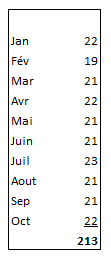 Jan 22
Fév 19
Mar 21
Avr 22
Mai 21
Juin 21
Juil 23
Aout 21
Sep 21
Oct 22
213